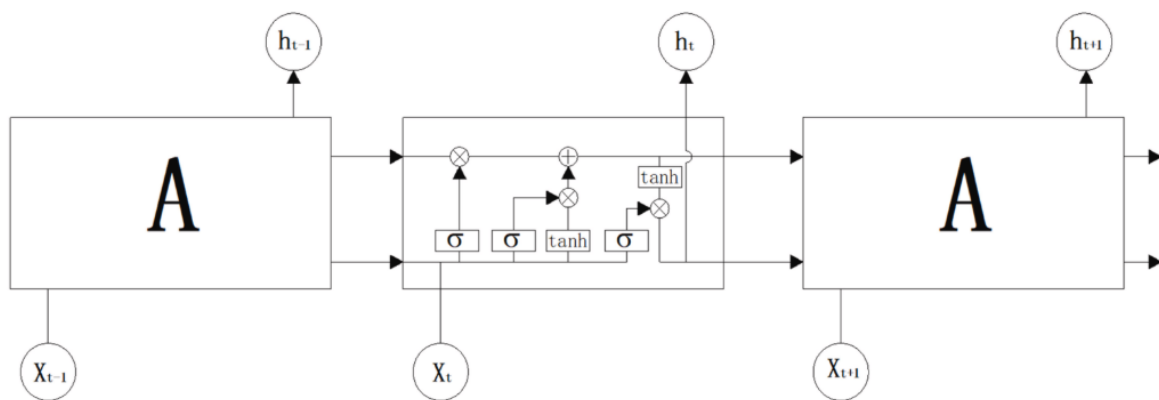 ht-1 ht ht+1
A A
tanh
σ σ tanh σ
Xt-1 Xt Xt+1